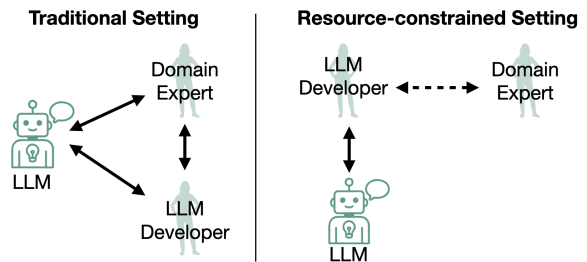 Traditional Setting
Domain
Expert
LLM
LLM
Developer
Resource-constrained Setting
LLM
Developer
Domain
Expert
LLM